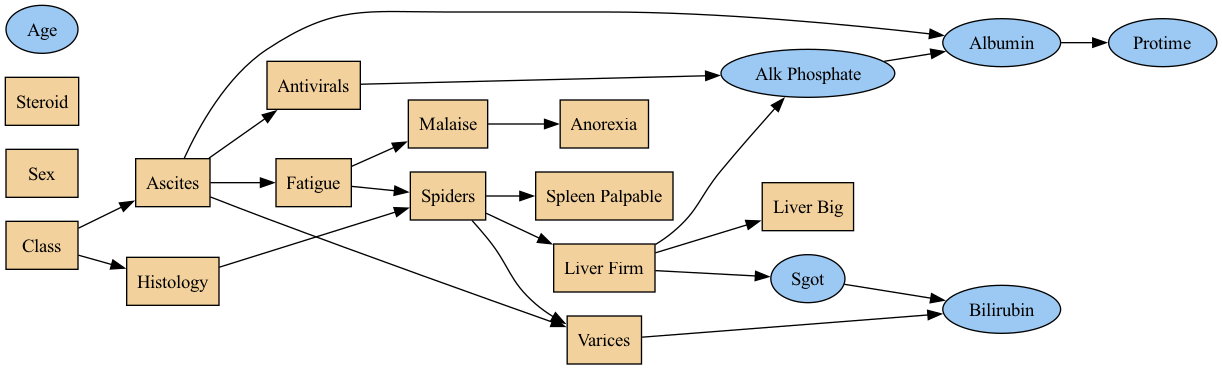 Age
Steroid
Sex
Class
Ascites
Histology
Antivirals
Fatigue
Malaise
Spiders
Anorexia
Spleen Palpable
Liver Firm
Varices
Alk Phosphate
Liver Big
Sgot
Albumin
Bilirubin
Protime